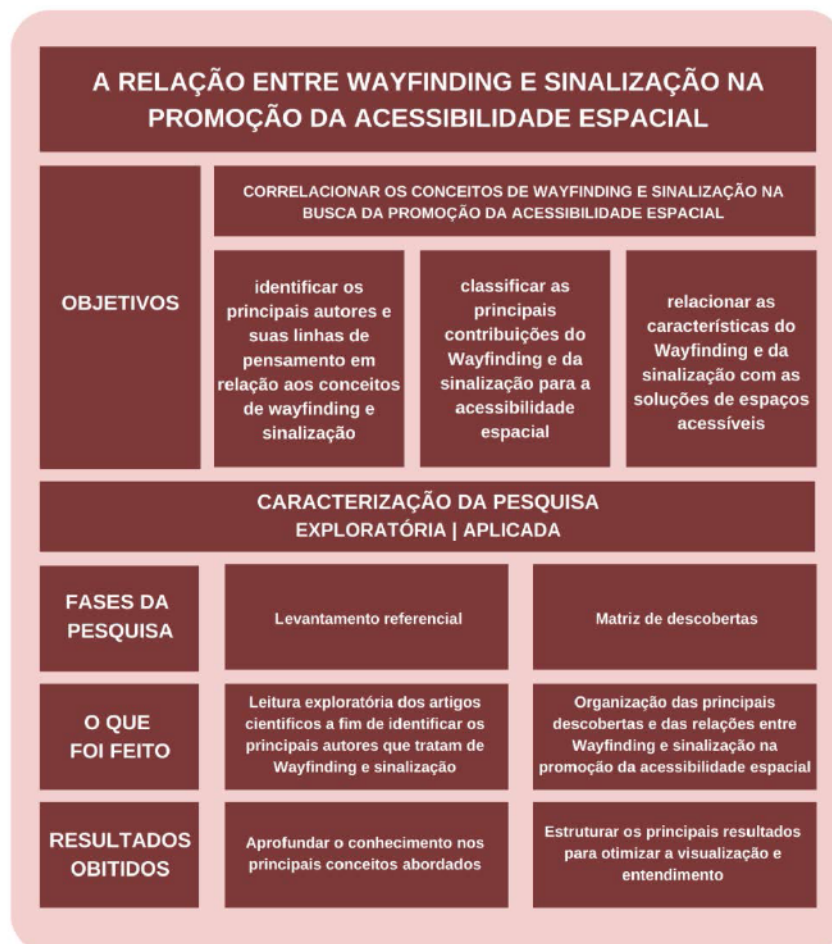 A RELAÇÃO ENTRE WAYFINDING E SINALIZAÇÃO NA
PROMOÇÃO DA ACESSIBILIDADE ESPACIAL
OBJETIVOS
CORRELACIONAR OS CONCEITOS DE WAYFINDING E SINALIZAÇÃO NA
BUSCA DA PROMOÇÃO DA ACESSIBILIDADE ESPACIAL
identificar os
principais autores e
suas linhas de
pensamento em
relação aos conceitos
de wayfinding e
sinalização
classificar as
principais
contribuições do
Wayfinding e da
sinalização para a
acessibilidade
espacial
relacionar as
características do
Wayfinding e da
sinalização com as
soluções de espaços
acessíveis
CARACTERIZAÇÃO DA PESQUISA
EXPLORATÓRIA | APLICADA
FASES DA
PESQUISA
Levantamento referencial
Matriz de descobertas
O QUE
FOI FEITO
Leitura exploratória dos artigos
científicos a fim de identificar os
principais autores que tratam de
Wayfinding e sinalização
Organização das principais
descobertas e das relações entre
Wayfinding e sinalização na
promoção da acessibilidade espacial
RESULTADOS
OBITIDOS
Aprofundar o conhecimento nos
principais conceitos abordados
Estruturar os principais resultados
para otimizar a visualização e
entendimento